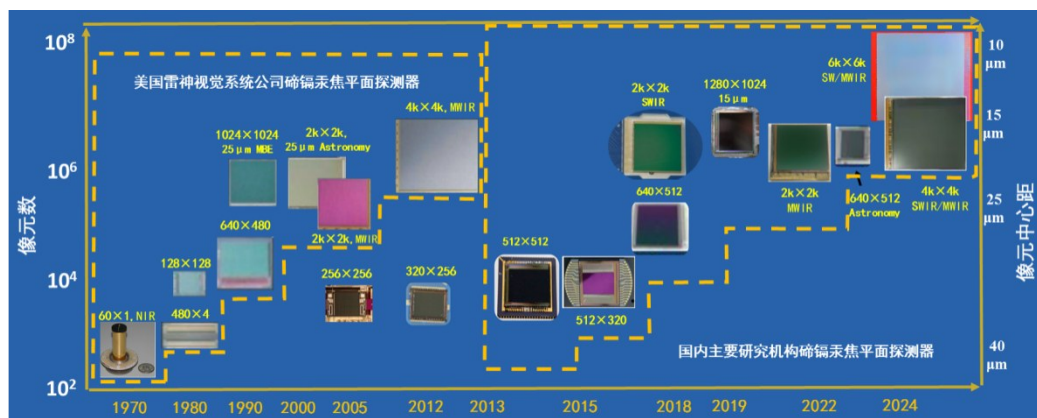 10⁸
10⁶
10⁴
10²
像元数
美国雷神视觉系统公司碲镉汞焦平面探测器
60×1, NIR
480×4
128×128
640×480
1024×1024
25μm MBE
2k×2k,
25μm Astronomy
2k×2k, MWIR
4k×4k, MWIR
256×256
320×256
512×512
512×320
640×512
2k×2k
SWIR
1280×1024
15μm
2k×2k
MWIR
640×512
Astronomy
6k×6k
SW/MWIR
4k×4k
SWIR/MWIR
国内主要研究机构碲镉汞焦平面探测器
10
μm
15
μm
25
μm
40
μm
像元中心距
1970 1980 1990 2000 2005 2012 2013 2015 2018 2019 2022 2024